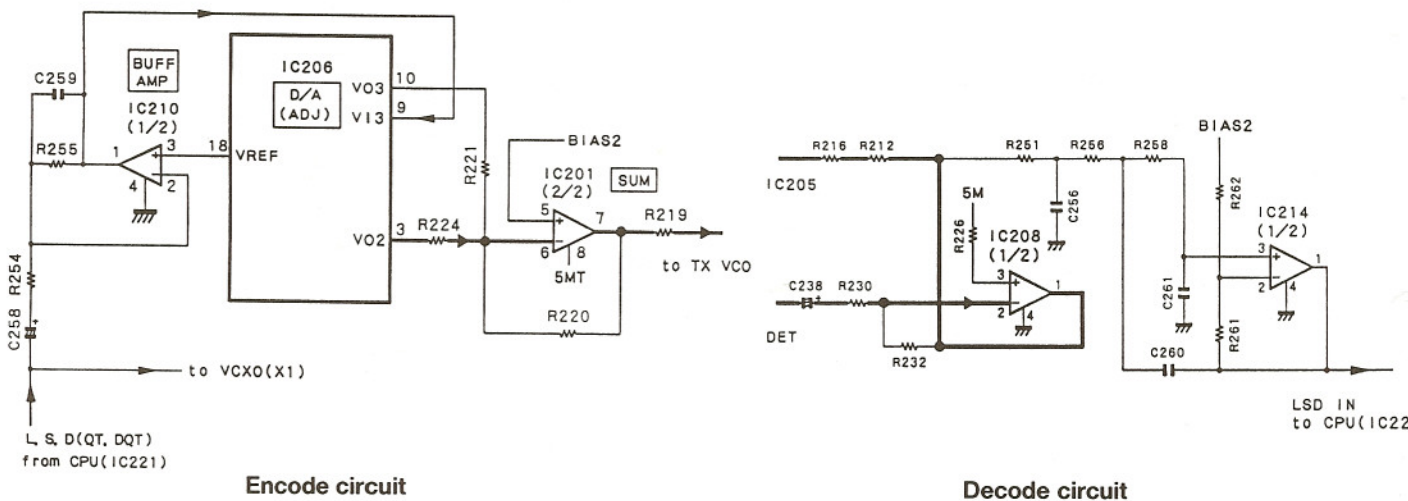 C259
BUFF
AMP
IC210
(1/2)
R255
1
3
2
4
18
VREF
IC206
D/A
(ADJ)
VO3
10
VI3
9
VO2
3
R221
R224
BIAS2
IC201
(2/2)
SUM
5
6
7
8
5MT
R219
to TX VCO
R220
R254
C258
+
to VCXO(X1)
L, S, D(QT, DQT)
from CPU(IC221)
Encode circuit
R216
R212
IC205
R251
R256
R258
BIAS2
R262
C256
5M
R226
IC208
(1/2)
3
2
1
4
C238
+
R230
DET
R232
IC214
(1/2)
3
2
1
4
C261
R261
C260
LSD IN
to CPU(IC22
Decode circuit